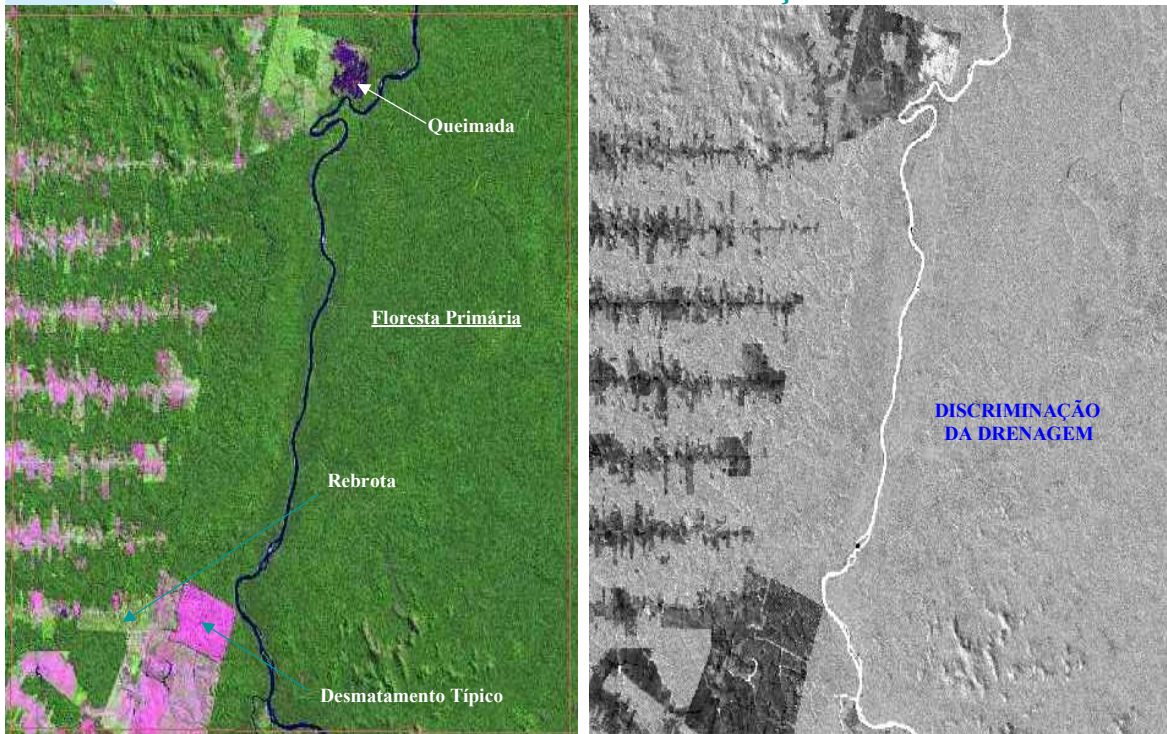 Queimada
Floresta Primária
Rebrota
Desmatamento Típico
DISCRIMINAÇÃO
DA DRENAGEM